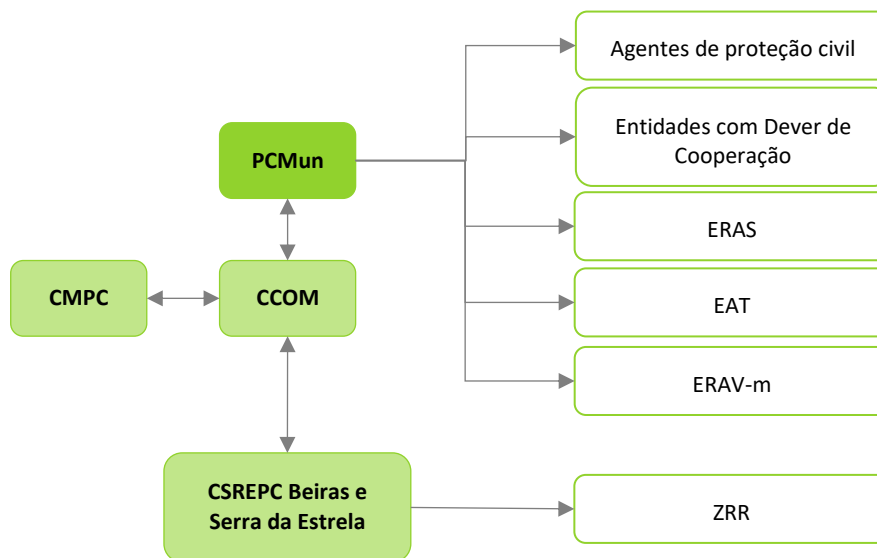 Agentes de proteção civil
Entidades com Dever de
Cooperação
PCMun
ERAS
CMPC
CCOM
EAT
ERAV-m
CSREPC Beiras e
Serra da Estrela
ZRR